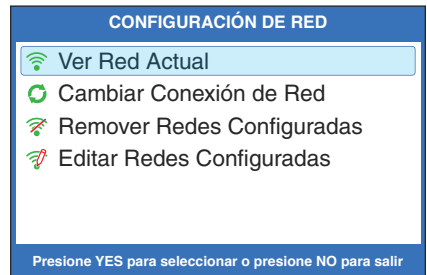 CONFIGURACIÓN DE RED
Ver Red Actual
Cambiar Conexión de Red
Remover Redes Configuradas
Editar Redes Configuradas
Presione YES para seleccionar o presione NO para salir